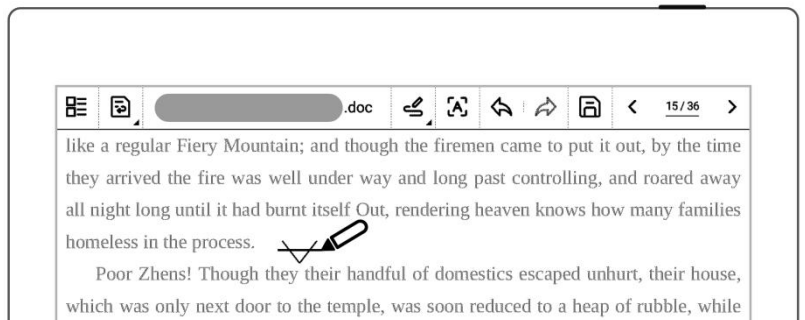 .doc
15 / 36
like a regular Fiery Mountain; and though the firemen came to put it out, by the time
they arrived the fire was well under way and long past controlling, and roared away
all night long until it had burnt itself Out, rendering heaven knows how many families
homeless in the process.
Poor Zhens! Though they their handful of domestics escaped unhurt, their house,
which was only next door to the temple, was soon reduced to a heap of rubble, while